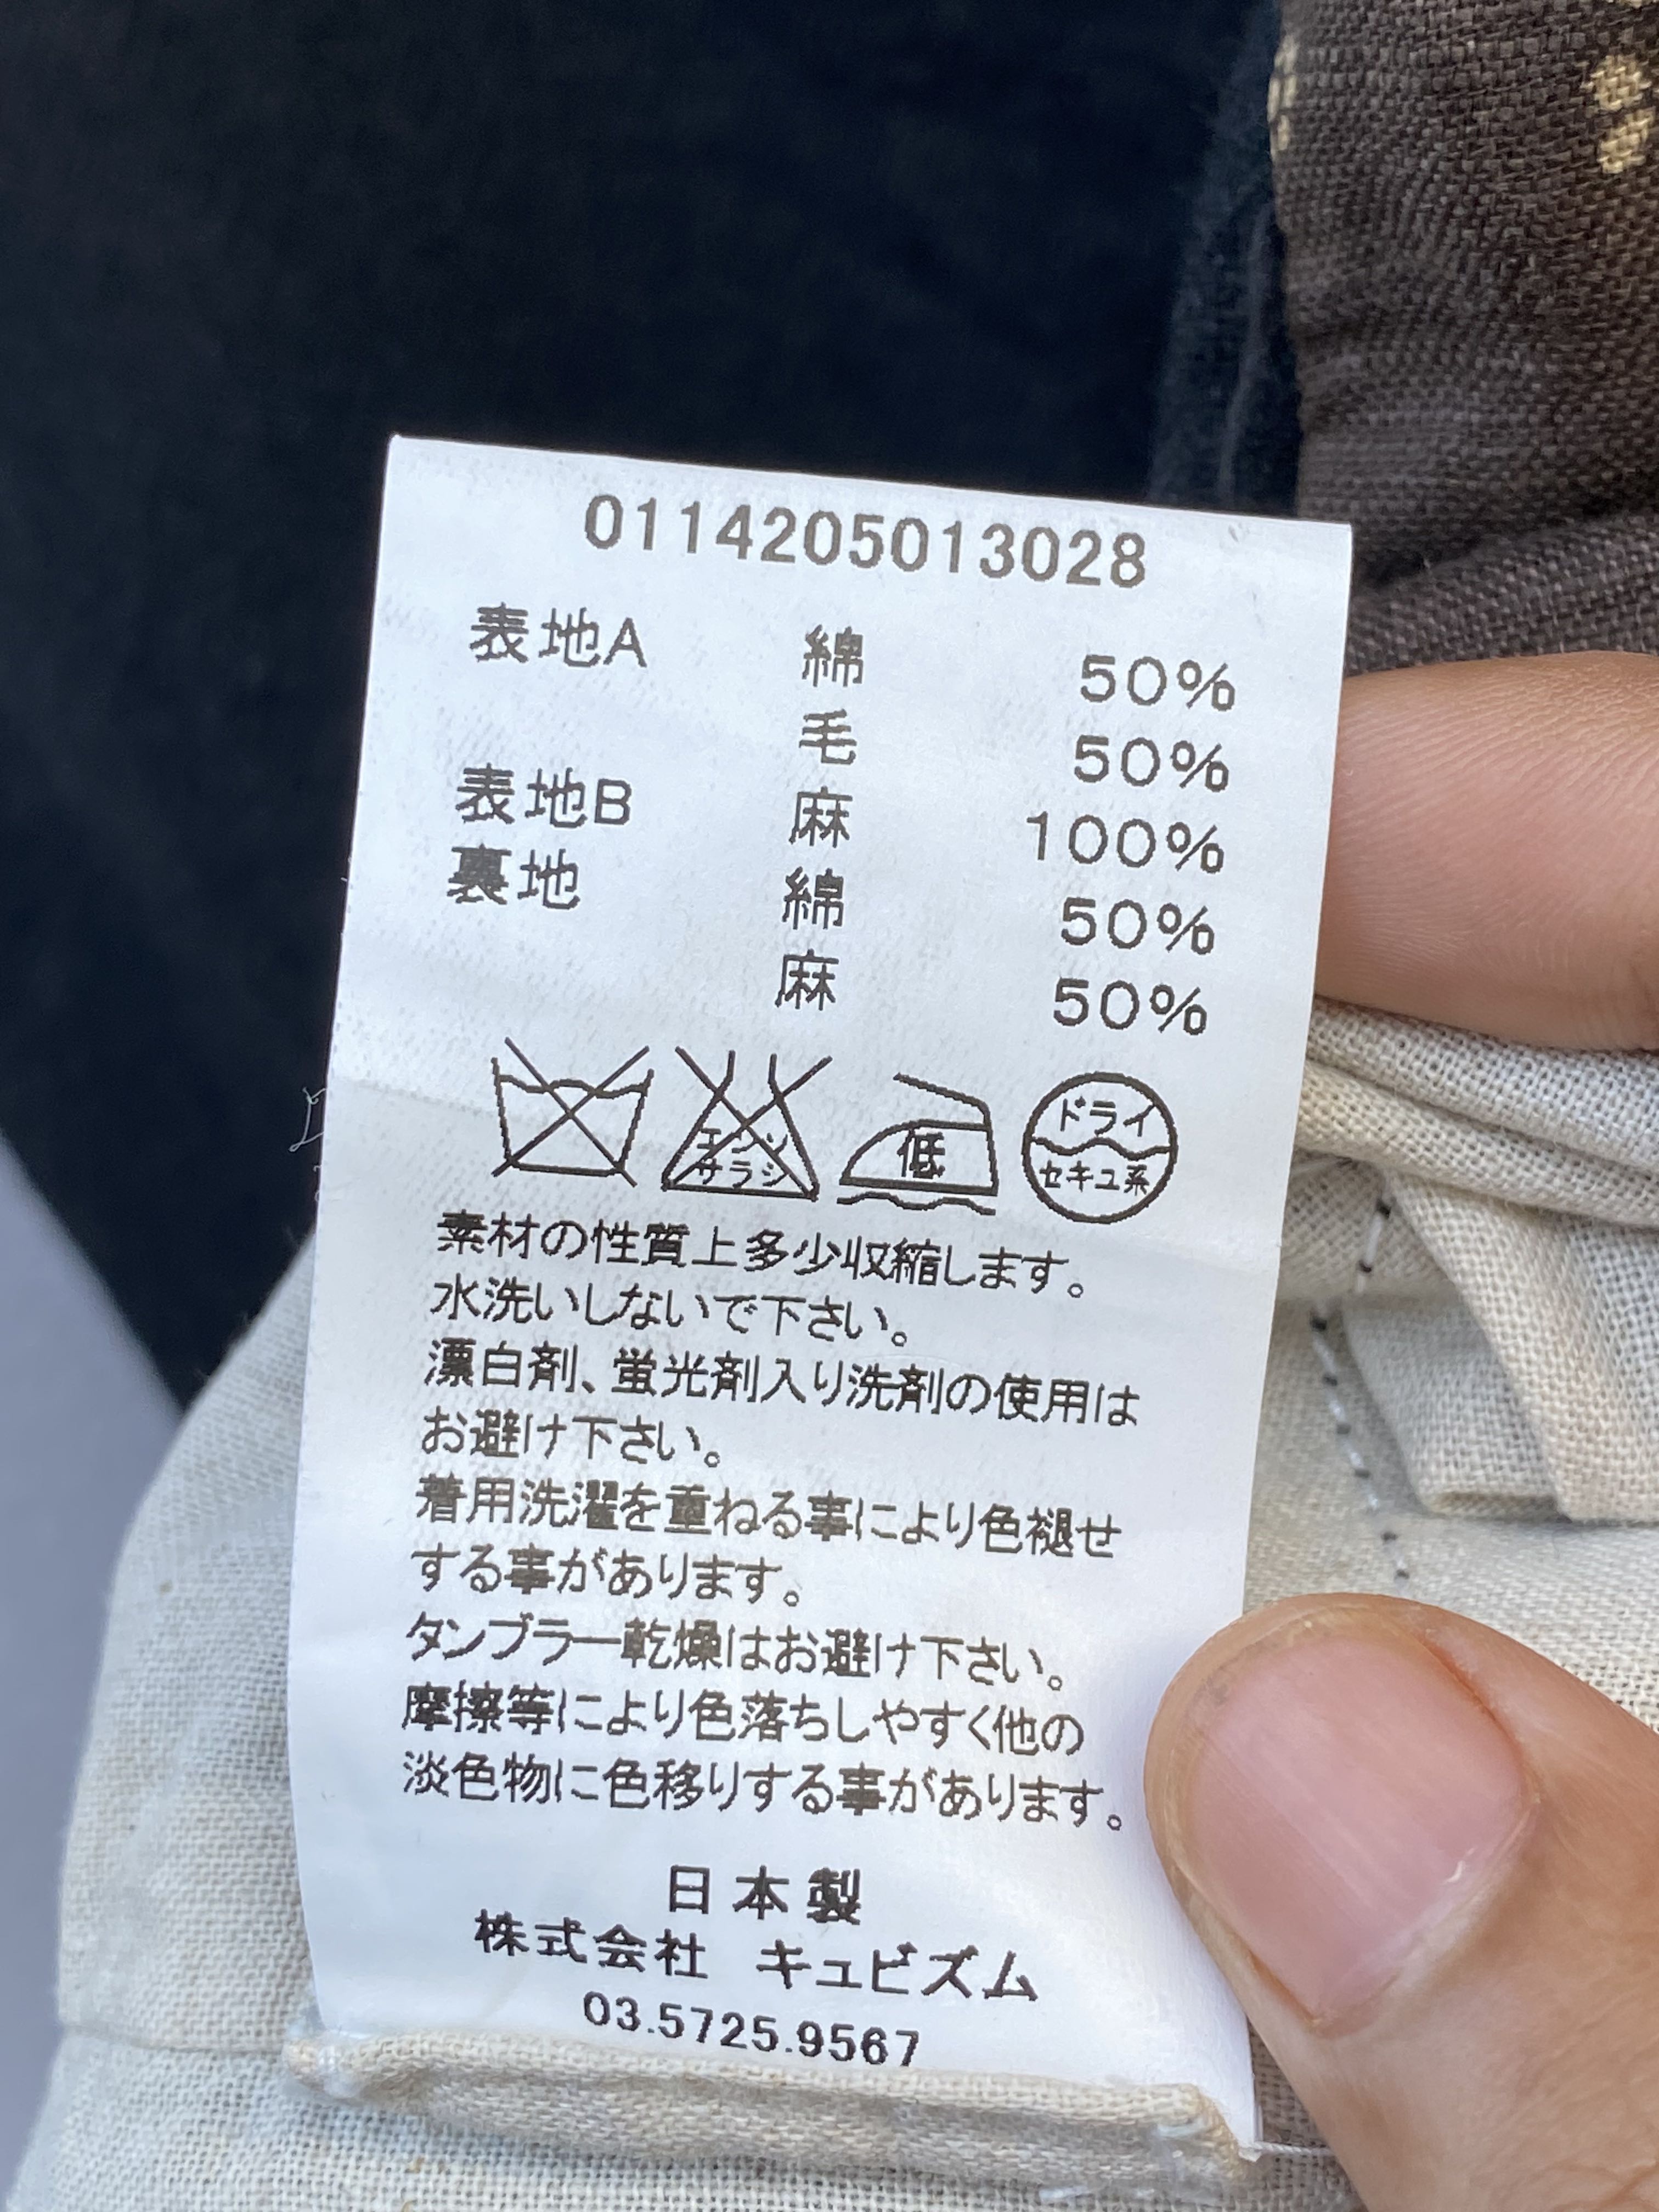 0114205013028
表地A 綿 50%
毛 50%
表地B 麻 100%
裏地 綿 50%
麻 50%
エンソ サラシ 低 ドライ セキユ系
素材の性質上多少収縮します。
水洗いしないで下さい。
漂白剤、蛍光剤入り洗剤の使用は
お避け下さい。
着用洗濯を重ねる事により色褪せ
する事があります。
タンブラー乾燥はお避け下さい。
摩擦等により色落ちしやすく他の
淡色物に色移りする事があります。
日本製
株式会社 キュビズム
03.5725.9567